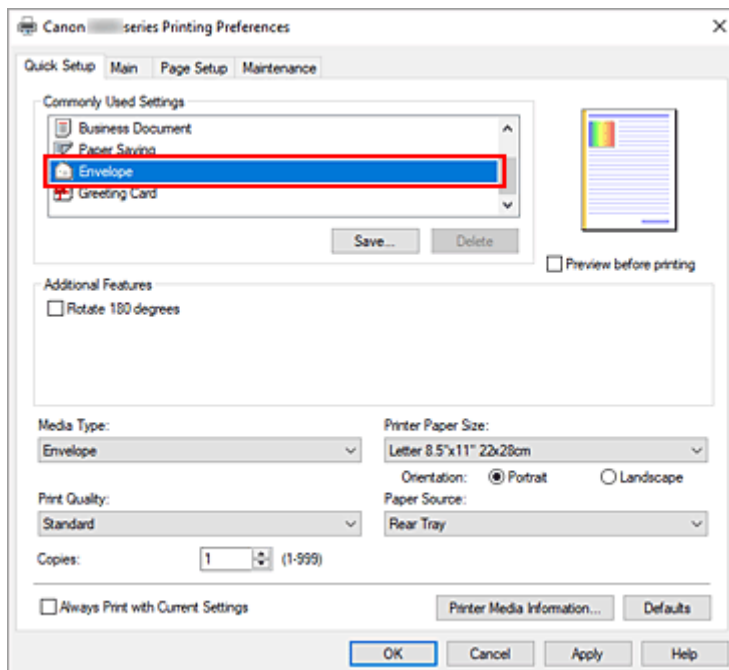 Canon series Printing Preferences
Quick Setup Main Page Setup Maintenance
Commonly Used Settings
Business Document
Paper Saving
Envelope
Greeting Card
Save... Delete
Preview before printing
Additional Features
Rotate 180 degrees
Media Type: Printer Paper Size:
Envelope Letter 8.5"x11" 22x28cm
Orientation: Portrait Landscape
Print Quality: Paper Source:
Standard Rear Tray
Copies: 1 (1-999)
Always Print with Current Settings Printer Media Information... Defaults
OK Cancel Apply Help